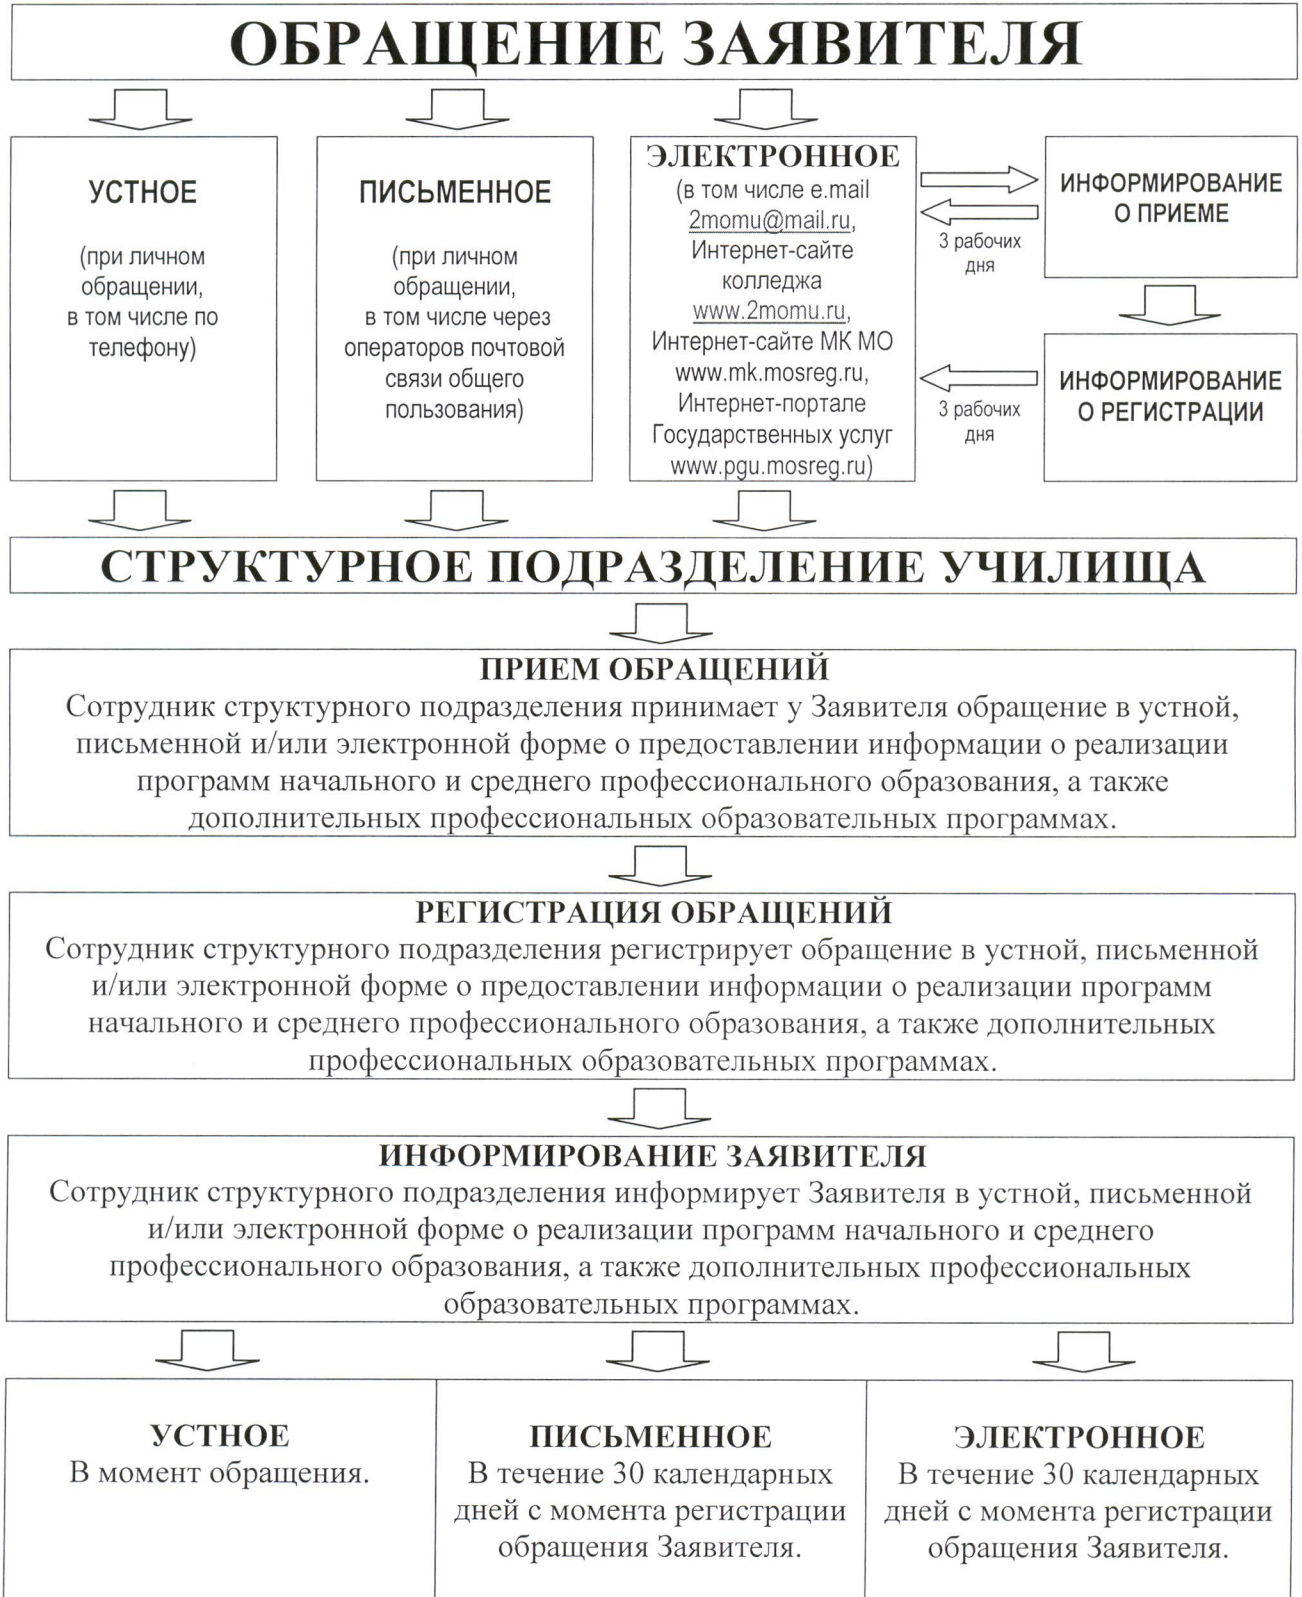 ОБРАЩЕНИЕ ЗАЯВИТЕЛЯ
УСТНОЕ
(при личном
обращении,
в том числе по
телефону)
ПИСЬМЕННОЕ
(при личном
обращении,
в том числе через
операторов почтовой
связи общего
пользования)
ЭЛЕКТРОННОЕ
(в том числе e.mail
2momu@mail.ru,
Интернет-сайте
колледжа
www.2momu.ru,
Интернет-сайте МК МО
www.mk.mosreg.ru,
Интернет-портале
Государственных услуг
www.pgu.mosreg.ru)
3 рабочих
дня
ИНФОРМИРОВАНИЕ
О ПРИЕМЕ
3 рабочих
дня
ИНФОРМИРОВАНИЕ
О РЕГИСТРАЦИИ
СТРУКТУРНОЕ ПОДРАЗДЕЛЕНИЕ УЧИЛИЩА
ПРИЕМ ОБРАЩЕНИЙ
Сотрудник структурного подразделения принимает у Заявителя обращение в устной,
письменной и/или электронной форме о предоставлении информации о реализации
программ начального и среднего профессионального образования, а также
дополнительных профессиональных образовательных программах.
РЕГИСТРАЦИЯ ОБРАЩЕНИЙ
Сотрудник структурного подразделения регистрирует обращение в устной, письменной
и/или электронной форме о предоставлении информации о реализации программ
начального и среднего профессионального образования, а также дополнительных
профессиональных образовательных программах.
ИНФОРМИРОВАНИЕ ЗАЯВИТЕЛЯ
Сотрудник структурного подразделения информирует Заявителя в устной, письменной
и/или электронной форме о реализации программ начального и среднего
профессионального образования, а также дополнительных профессиональных
образовательных программах.
УСТНОЕ
В момент обращения.
ПИСЬМЕННОЕ
В течение 30 календарных
дней с момента регистрации
обращения Заявителя.
ЭЛЕКТРОННОЕ
В течение 30 календарных
дней с момента регистрации
обращения Заявителя.